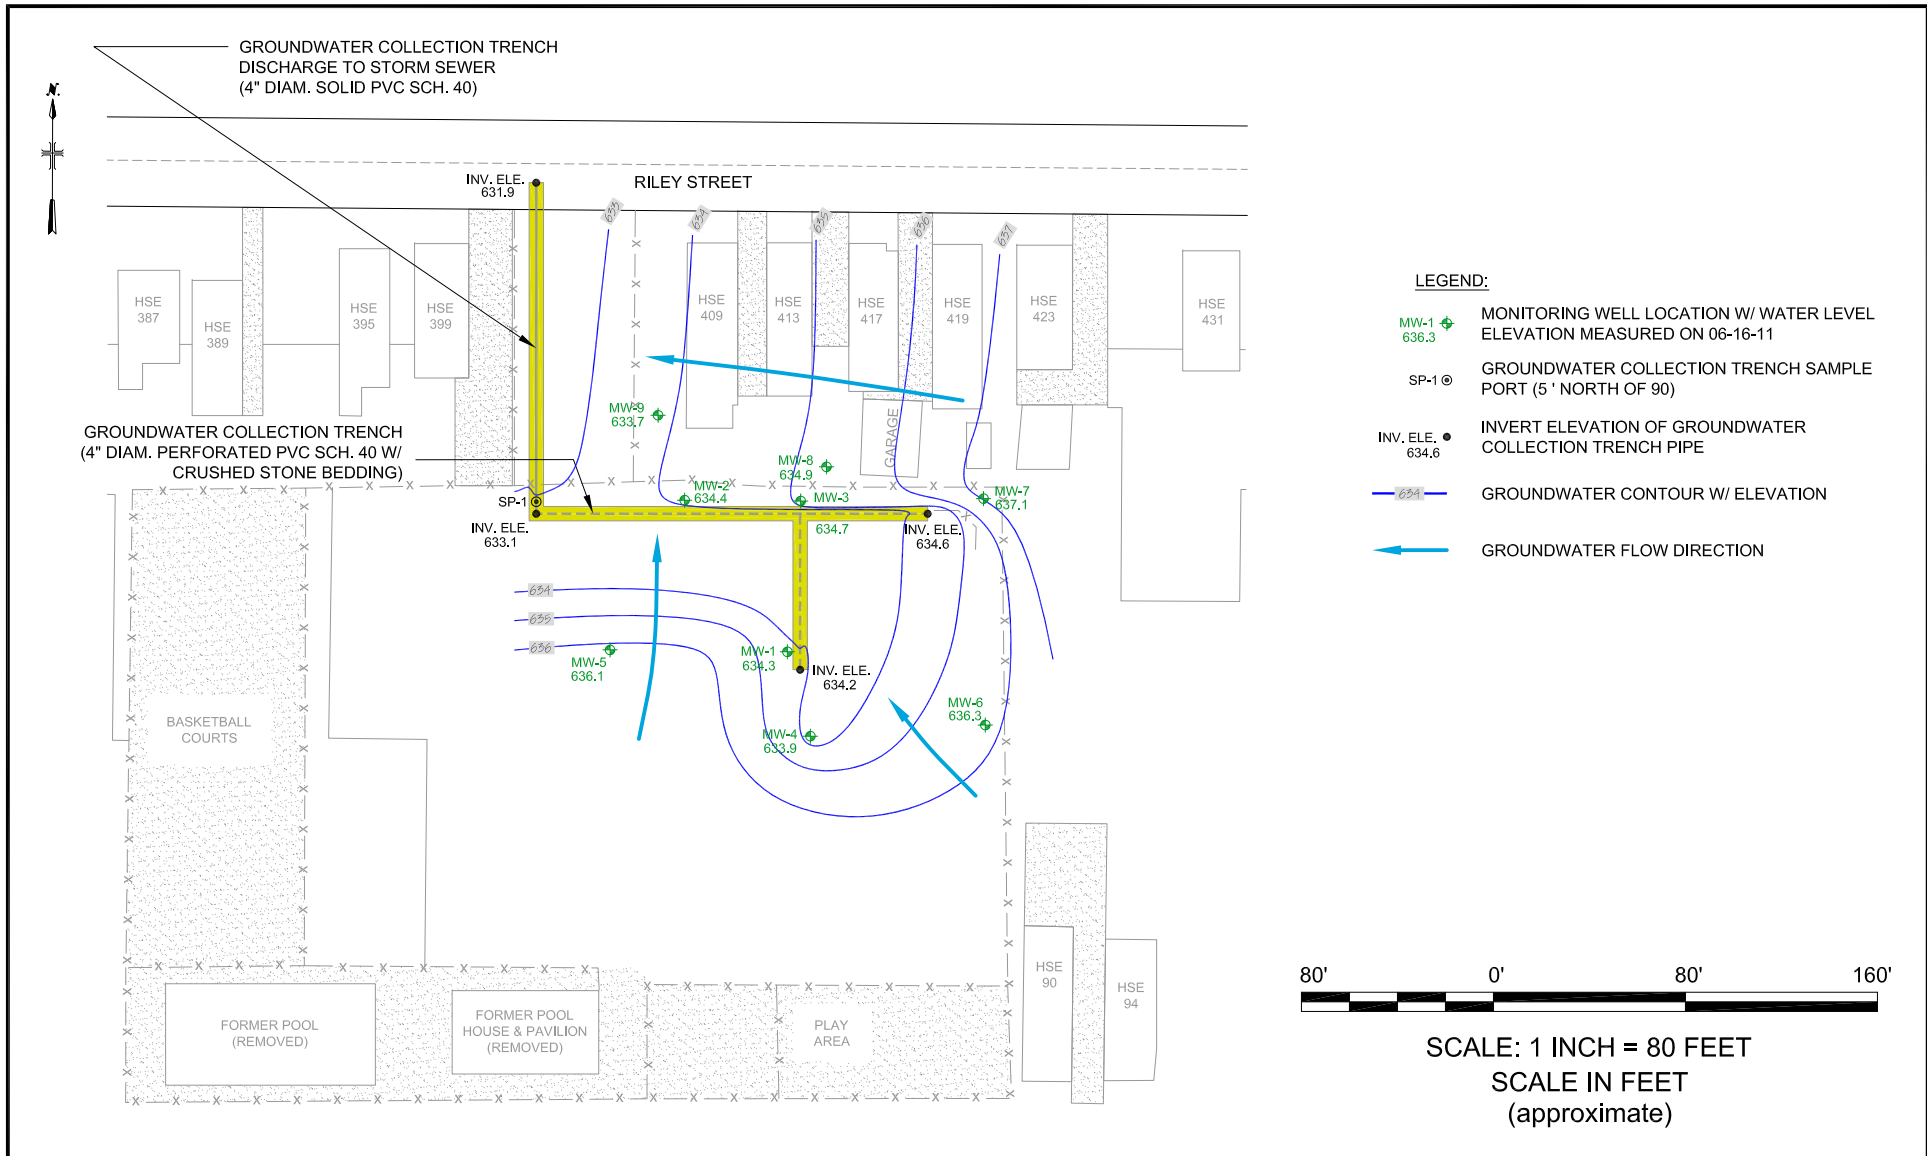 GROUNDWATER COLLECTION TRENCH
DISCHARGE TO STORM SEWER
(4" DIAM. SOLID PVC SCH. 40)
N.
INV. ELE.
631.9
RILEY STREET
633
634
635
636
637
HSE
387
HSE
389
HSE
395
HSE
399
HSE
409
HSE
413
HSE
417
HSE
419
HSE
423
HSE
431
GARAGE
MW-9
633.7
GROUNDWATER COLLECTION TRENCH
(4" DIAM. PERFORATED PVC SCH. 40 W/
CRUSHED STONE BEDDING)
MW-8
634.9
MW-2
634.4
MW-3
634.7
MW-7
637.1
SP-1
INV. ELE.
633.1
INV. ELE.
634.6
634
635
636
MW-5
636.1
MW-1
634.3
INV. ELE.
634.2
MW-4
633.9
MW-6
636.3
BASKETBALL
COURTS
FORMER POOL
(REMOVED)
FORMER POOL
HOUSE & PAVILION
(REMOVED)
PLAY
AREA
HSE
90
HSE
94
LEGEND:
MW-1
636.3
MONITORING WELL LOCATION W/ WATER LEVEL
ELEVATION MEASURED ON 06-16-11
SP-1
GROUNDWATER COLLECTION TRENCH SAMPLE
PORT (5 ' NORTH OF 90)
INV. ELE.
634.6
INVERT ELEVATION OF GROUNDWATER
COLLECTION TRENCH PIPE
634
GROUNDWATER CONTOUR W/ ELEVATION
GROUNDWATER FLOW DIRECTION
80' 0' 80' 160'
SCALE: 1 INCH = 80 FEET
SCALE IN FEET
(approximate)